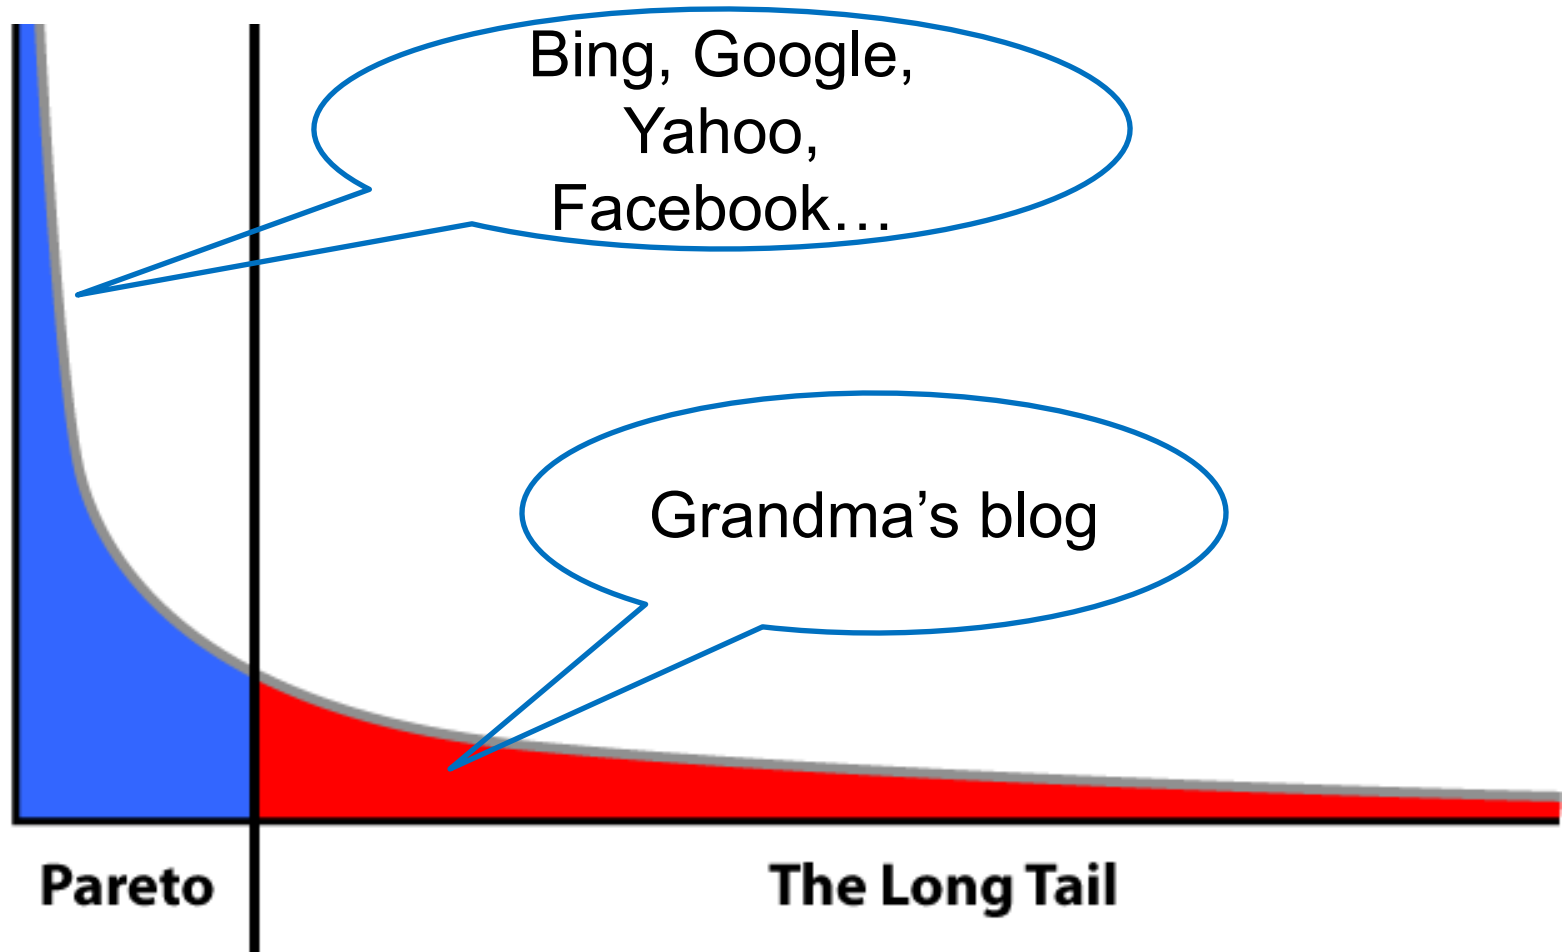 Bing, Google,
Yahoo,
Facebook…
Grandma’s blog
Pareto
The Long Tail